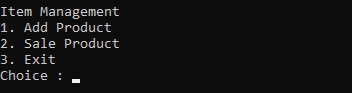 Item Management
1. Add Product
2. Sale Product
3. Exit
Choice :